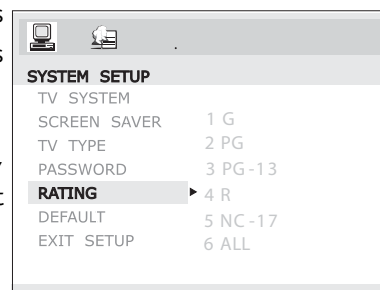 s
s
SYSTEM SETUP
TV SYSTEM
SCREEN SAVER
TV TYPE
PASSWORD
RATING
DEFAULT
EXIT SETUP
1 G
2 PG
3 PG-13
4 R
5 NC-17
6 ALL